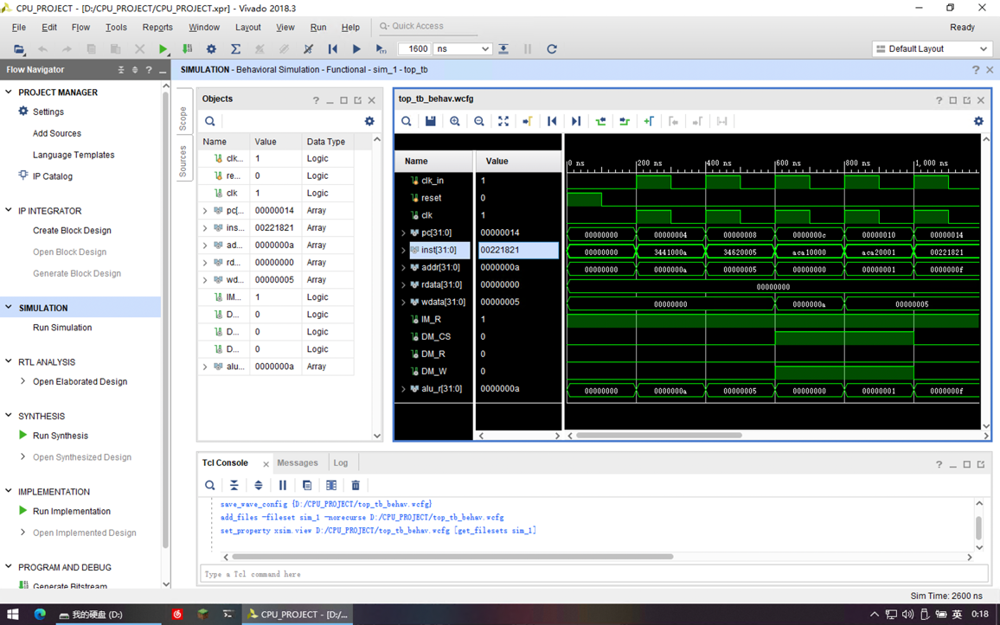 CPU_PROJECT - [D:/CPU_PROJECT/CPU_PROJECT.xpr] - Vivado 2018.3
File Edit Flow Tools Reports Window Layout View Run Help Quick Access Ready
1600 ns Default Layout
Flow Navigator
PROJECT MANAGER
Settings
Add Sources
Language Templates
IP Catalog
IP INTEGRATOR
Create Block Design
Open Block Design
Generate Block Design
SIMULATION
Run Simulation
RTL ANALYSIS
Open Elaborated Design
SYNTHESIS
Run Synthesis
Open Synthesized Design
IMPLEMENTATION
Run Implementation
Open Implemented Design
PROGRAM AND DEBUG
Generate Bitstream
SIMULATION - Behavioral Simulation - Functional - sim_1 - top_tb
Scope
Sources
Objects
Name Value Data Type
clk... 1 Logic
re... 0 Logic
clk 1 Logic
pc[... 00000014 Array
ins... 00221821 Array
ad... 0000000a Array
rd... 00000000 Array
wd... 00000005 Array
IM... 1 Logic
D... 0 Logic
D... 0 Logic
D... 0 Logic
alu... 0000000a Array
top_tb_behav.wcfg
Name Value
0 ns 200 ns 400 ns 600 ns 800 ns 1,000 ns
clk_in 1
reset 0
clk 1
pc[31:0] 00000014 00000000 00000004 00000008 0000000c 00000010 00000014
inst[31:0] 00221821 00000000 3441000a 34620005 aca10000 aca20001 00221821
addr[31:0] 0000000a 00000000 0000000a 00000005 00000000 00000001 0000000f
rdata[31:0] 00000000 00000000
wdata[31:0] 00000005 00000000 0000000a 00000005
IM_R 1
DM_CS 0
DM_R 0
DM_W 0
alu_r[31:0] 0000000a 00000000 0000000a 00000005 00000000 00000001 0000000f
Tcl Console Messages Log
save_wave_config {D:/CPU_PROJECT/top_tb_behav.wcfg}
add_files -fileset sim_1 -norecurse D:/CPU_PROJECT/top_tb_behav.wcfg
set_property xsim.view D:/CPU_PROJECT/top_tb_behav.wcfg [get_filesets sim_1]
Type a Tcl command here
Sim Time: 2600 ns
我的硬盘 (D:) CPU_PROJECT - [D:/... 英 0:18